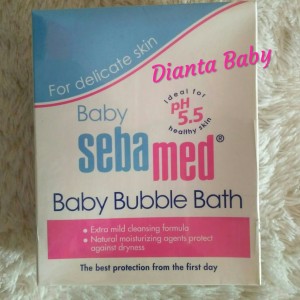 For delicate skin
Dianta Baby
Baby
sebamed®
ideal for
pH
5.5
healthy skin
Baby Bubble Bath
• Extra mild cleansing formula
• Natural moisturizing agents protect
against dryness
The best protection from the first day